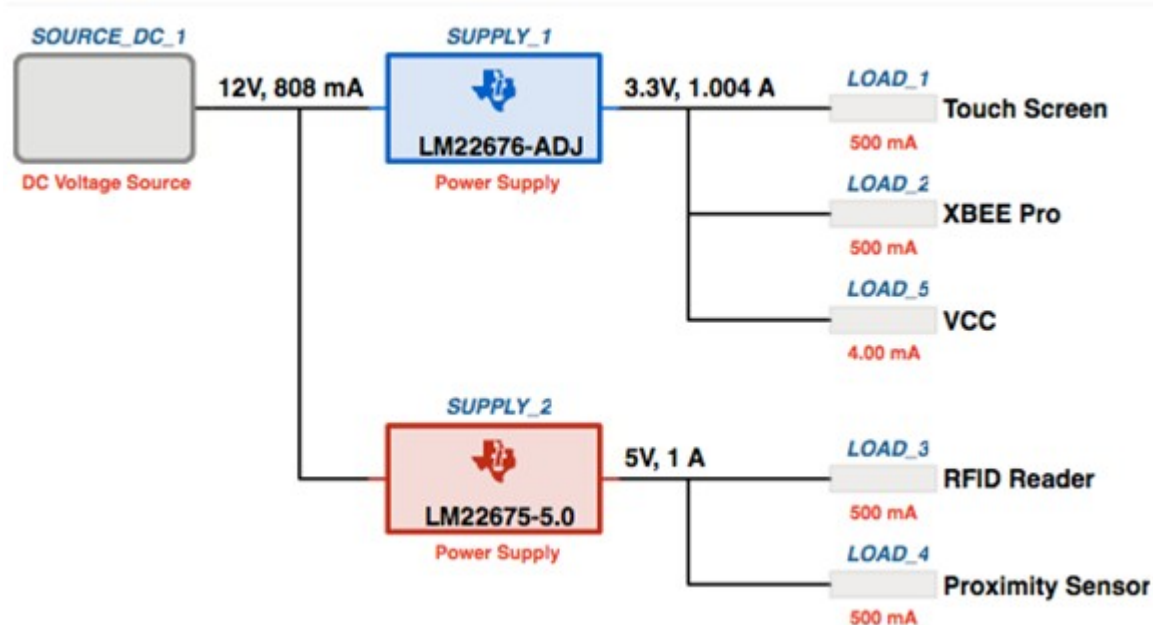 SOURCE_DC_1
DC Voltage Source
12V, 808 mA
SUPPLY_1
LM22676-ADJ
Power Supply
3.3V, 1.004 A
LOAD_1
Touch Screen
500 mA
LOAD_2
XBEE Pro
500 mA
LOAD_5
VCC
4.00 mA
SUPPLY_2
LM22675-5.0
Power Supply
5V, 1 A
LOAD_3
RFID Reader
500 mA
LOAD_4
Proximity Sensor
500 mA